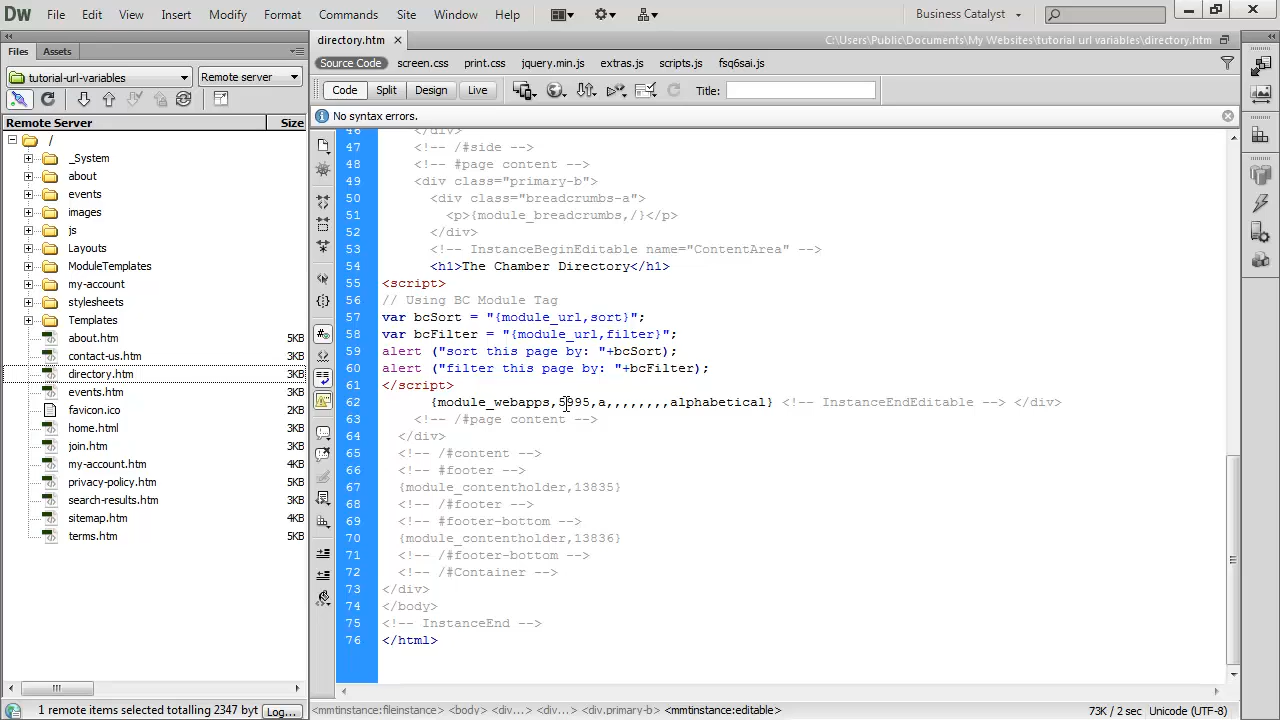 Dw File Edit View Insert Modify Format Commands Site Window Help Business Catalyst
Files Assets
directory.htm C:\Users\Public\Documents\My Websites\tutorial url variables\directory.htm
tutorial-url-variables Remote server
Source Code screen.css print.css jquery.min.js extras.js scripts.js fsq6sai.js
Code Split Design Live Title:
No syntax errors.
Remote Server Size
/
_System
about
events
images
js
Layouts
ModuleTemplates
my-account
stylesheets
Templates
about.htm 5KB
contact-us.htm 3KB
directory.htm 3KB
events.htm 3KB
favicon.ico 2KB
home.html 3KB
join.htm 3KB
my-account.htm 4KB
privacy-policy.htm 5KB
search-results.htm 3KB
sitemap.htm 4KB
terms.htm 5KB
46 </div>
47 <!-- /#side -->
48 <!-- #page content -->
49 <div class="primary-b">
50 <div class="breadcrumbs-a">
51 <p>{module_breadcrumbs,/}</p>
52 </div>
53 <!-- InstanceBeginEditable name="ContentArea" -->
54 <h1>The Chamber Directory</h1>
55 <script>
56 // Using BC Module Tag
57 var bcSort = "{module_url,sort}";
58 var bcFilter = "{module_url,filter}";
59 alert ("sort this page by: "+bcSort);
60 alert ("filter this page by: "+bcFilter);
61 </script>
62 {module_webapps,5995,a,,,,,,,,alphabetical} <!-- InstanceEndEditable --> </div>
63 <!-- /#page content -->
64 </div>
65 <!-- /#content -->
66 <!-- #footer -->
67 {module_contentholder,13835}
68 <!-- /#footer -->
69 <!-- #footer-bottom -->
70 {module_contentholder,13836}
71 <!-- /#footer-bottom -->
72 <!-- /#Container -->
73 </div>
74 </body>
75 <!-- InstanceEnd -->
76 </html>
1 remote items selected totalling 2347 byt Log... <mmtinstance:fileinstance> <body> <div...> <div...> <div.primary-b> <mmtinstance:editable> 73K / 2 sec Unicode (UTF-8)